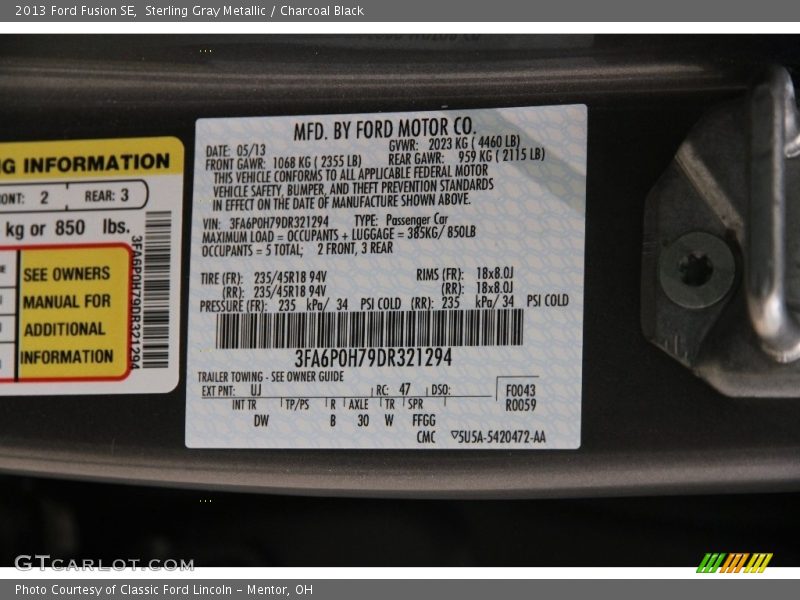 2013 Ford Fusion SE,  Sterling Gray Metallic / Charcoal Black
NG INFORMATION
ONT: 2 REAR: 3
kg or 850 lbs.
SEE OWNERS
MANUAL FOR
ADDITIONAL
INFORMATION
3FA6P0H79DR321294
MFD. BY FORD MOTOR CO.
DATE: 05/13 GVWR: 2023 KG ( 4460 LB)
FRONT GAWR: 1068 KG ( 2355 LB) REAR GAWR: 959 KG ( 2115 LB)
THIS VEHICLE CONFORMS TO ALL APPLICABLE FEDERAL MOTOR
VEHICLE SAFETY, BUMPER, AND THEFT PREVENTION STANDARDS
IN EFFECT ON THE DATE OF MANUFACTURE SHOWN ABOVE.
VIN: 3FA6P0H79DR321294 TYPE: Passenger Car
MAXIMUM LOAD = OCCUPANTS + LUGGAGE = 385KG/ 850LB
OCCUPANTS = 5 TOTAL; 2 FRONT, 3 REAR
TIRE (FR): 235/45R18 94V RIMS (FR): 18x8.0J
(RR): 235/45R18 94V (RR): 18x8.0J
PRESSURE (FR): 235 kPa/ 34 PSI COLD (RR): 235 kPa/ 34 PSI COLD
3FA6P0H79DR321294
TRAILER TOWING - SEE OWNER GUIDE
EXT PNT: UJ RC: 47 DSO: F0043
INT TR TP/PS R AXLE TR SPR R0059
DW B 30 W FFGG
CMC ▽5U5A-5420472-AA
GTCARLOT.COM
Photo Courtesy of Classic Ford Lincoln - Mentor, OH